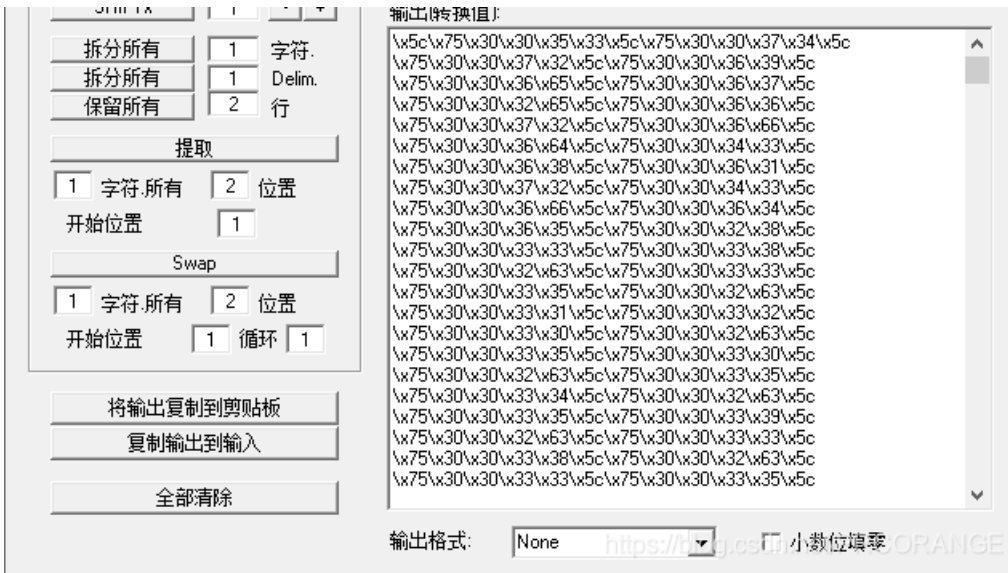 SHIFTx 1 - +
拆分所有 1 字符.
拆分所有 1 Delim.
保留所有 2 行
提取
1 字符.所有 2 位置
开始位置 1
Swap
1 字符.所有 2 位置
开始位置 1 循环 1
将输出复制到剪贴板
复制输出到输入
全部清除
输出[转换值]:
\x5c\x75\x30\x30\x35\x33\x5c\x75\x30\x30\x37\x34\x5c
\x75\x30\x30\x37\x32\x5c\x75\x30\x30\x36\x39\x5c
\x75\x30\x30\x36\x65\x5c\x75\x30\x30\x36\x37\x5c
\x75\x30\x30\x32\x65\x5c\x75\x30\x30\x36\x36\x5c
\x75\x30\x30\x37\x32\x5c\x75\x30\x30\x36\x66\x5c
\x75\x30\x30\x36\x64\x5c\x75\x30\x30\x34\x33\x5c
\x75\x30\x30\x36\x38\x5c\x75\x30\x30\x36\x31\x5c
\x75\x30\x30\x37\x32\x5c\x75\x30\x30\x34\x33\x5c
\x75\x30\x30\x36\x66\x5c\x75\x30\x30\x36\x34\x5c
\x75\x30\x30\x36\x35\x5c\x75\x30\x30\x32\x38\x5c
\x75\x30\x30\x33\x33\x5c\x75\x30\x30\x33\x38\x5c
\x75\x30\x30\x32\x63\x5c\x75\x30\x30\x33\x33\x5c
\x75\x30\x30\x33\x35\x5c\x75\x30\x30\x32\x63\x5c
\x75\x30\x30\x33\x31\x5c\x75\x30\x30\x33\x32\x5c
\x75\x30\x30\x33\x30\x5c\x75\x30\x30\x32\x63\x5c
\x75\x30\x30\x33\x35\x5c\x75\x30\x30\x33\x30\x5c
\x75\x30\x30\x32\x63\x5c\x75\x30\x30\x33\x35\x5c
\x75\x30\x30\x33\x34\x5c\x75\x30\x30\x32\x63\x5c
\x75\x30\x30\x33\x35\x5c\x75\x30\x30\x33\x39\x5c
\x75\x30\x30\x32\x63\x5c\x75\x30\x30\x33\x33\x5c
\x75\x30\x30\x33\x38\x5c\x75\x30\x30\x32\x63\x5c
\x75\x30\x30\x33\x33\x5c\x75\x30\x30\x33\x35\x5c
输出格式: None 小数位填零